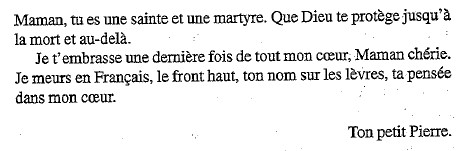 Maman, tu es une sainte et une martyre. Que Dieu te protège jusqu'à
la mort et au-delà.
Je t'embrasse une dernière fois de tout mon cœur, Maman chérie.
Je meurs en Français, le front haut, ton nom sur les lèvres, ta pensée
dans mon cœur.
Ton petit Pierre.